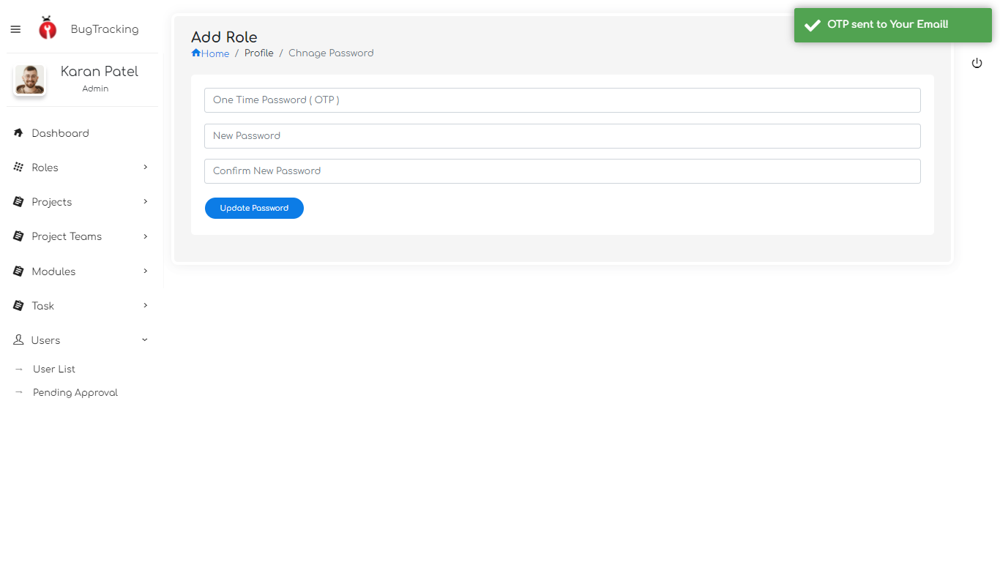 BugTracking
Karan Patel
Admin
Dashboard
Roles
Projects
Project Teams
Modules
Task
Users
User List
Pending Approval
Add Role
Home / Profile / Chnage Password
One Time Password ( OTP )
New Password
Confirm New Password
Update Password
OTP sent to Your Email!